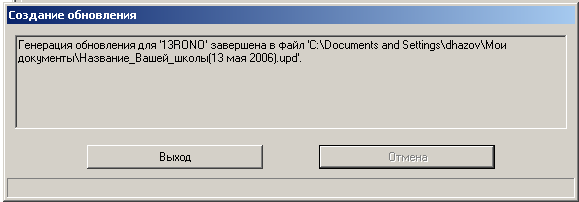 Создание обновления
Генерация обновления для '13RONO' завершена в файл 'C:\Documents and Settings\dhazov\Мои
документы\Название_Вашей_школы(13 мая 2006).upd'.
Выход
Отмена